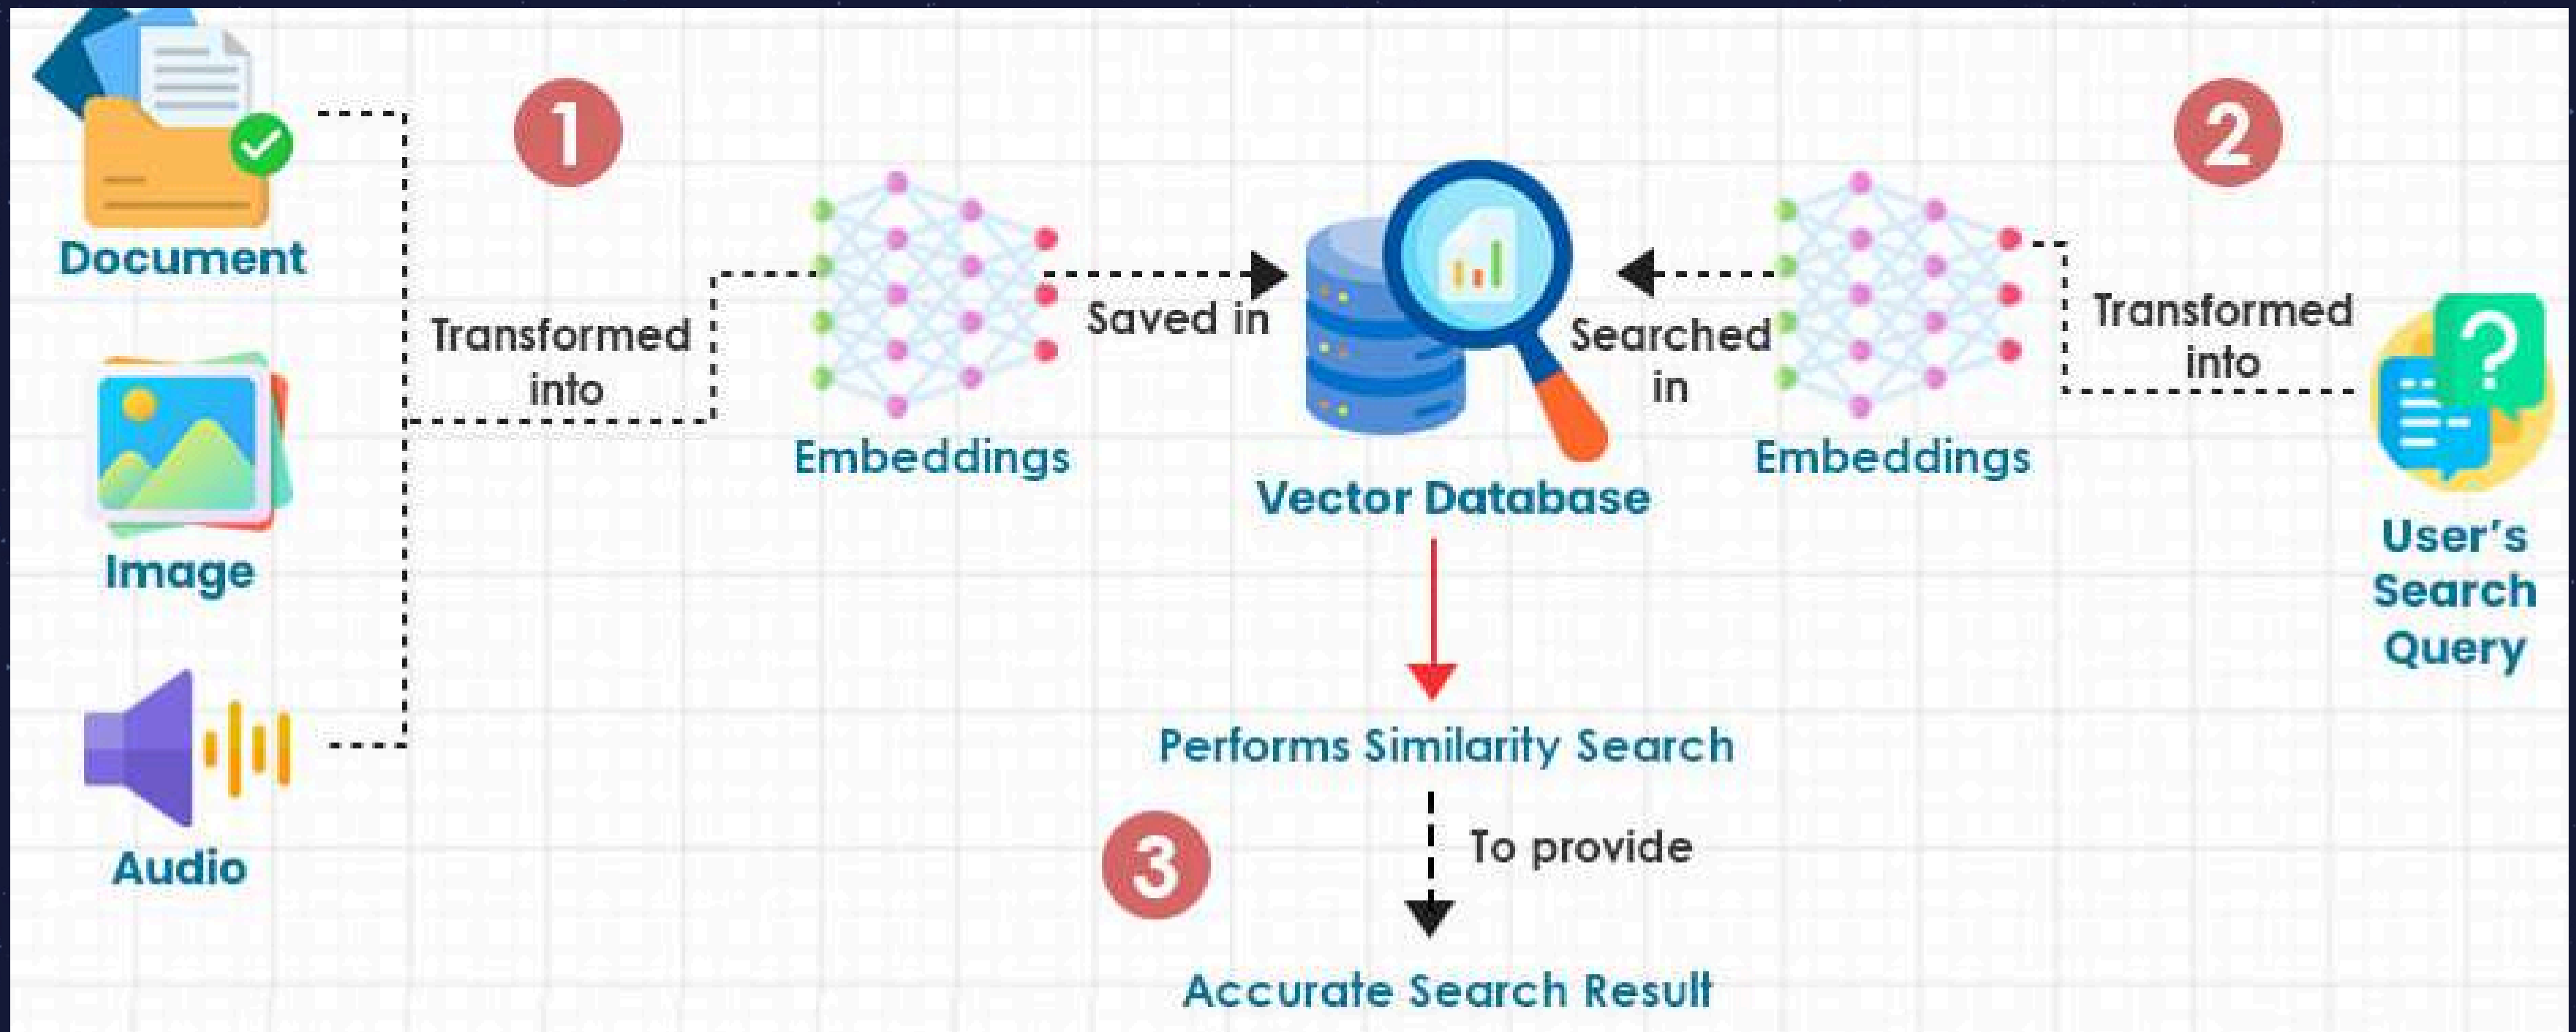 1
2
Document
Transformed
into
Embeddings
Saved in
Vector Database
Searched
in
Embeddings
Transformed
into
User's
Search
Query
Image
Audio
Performs Similarity Search
3
To provide
Accurate Search Result